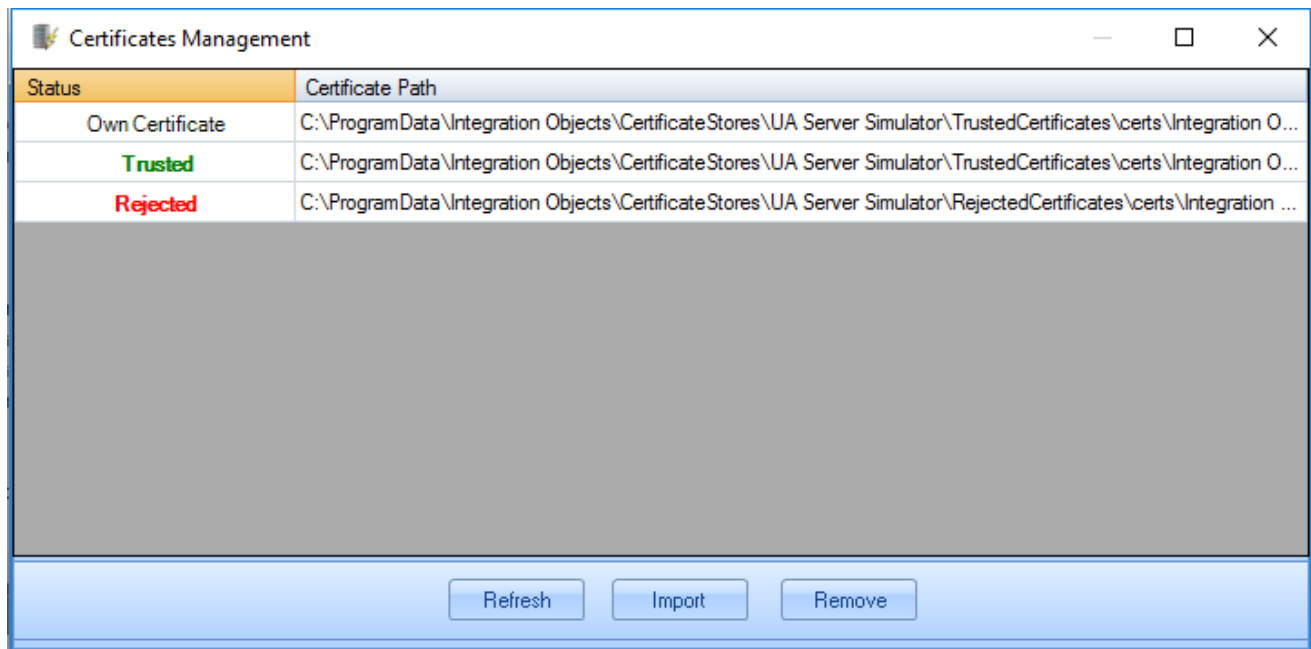 Certificates Management
Status Certificate Path
Own Certificate C:\ProgramData\Integration Objects\CertificateStores\UA Server Simulator\TrustedCertificates\certs\Integration O...
Trusted C:\ProgramData\Integration Objects\CertificateStores\UA Server Simulator\TrustedCertificates\certs\Integration O...
Rejected C:\ProgramData\Integration Objects\CertificateStores\UA Server Simulator\RejectedCertificates\certs\Integration ...
Refresh Import Remove